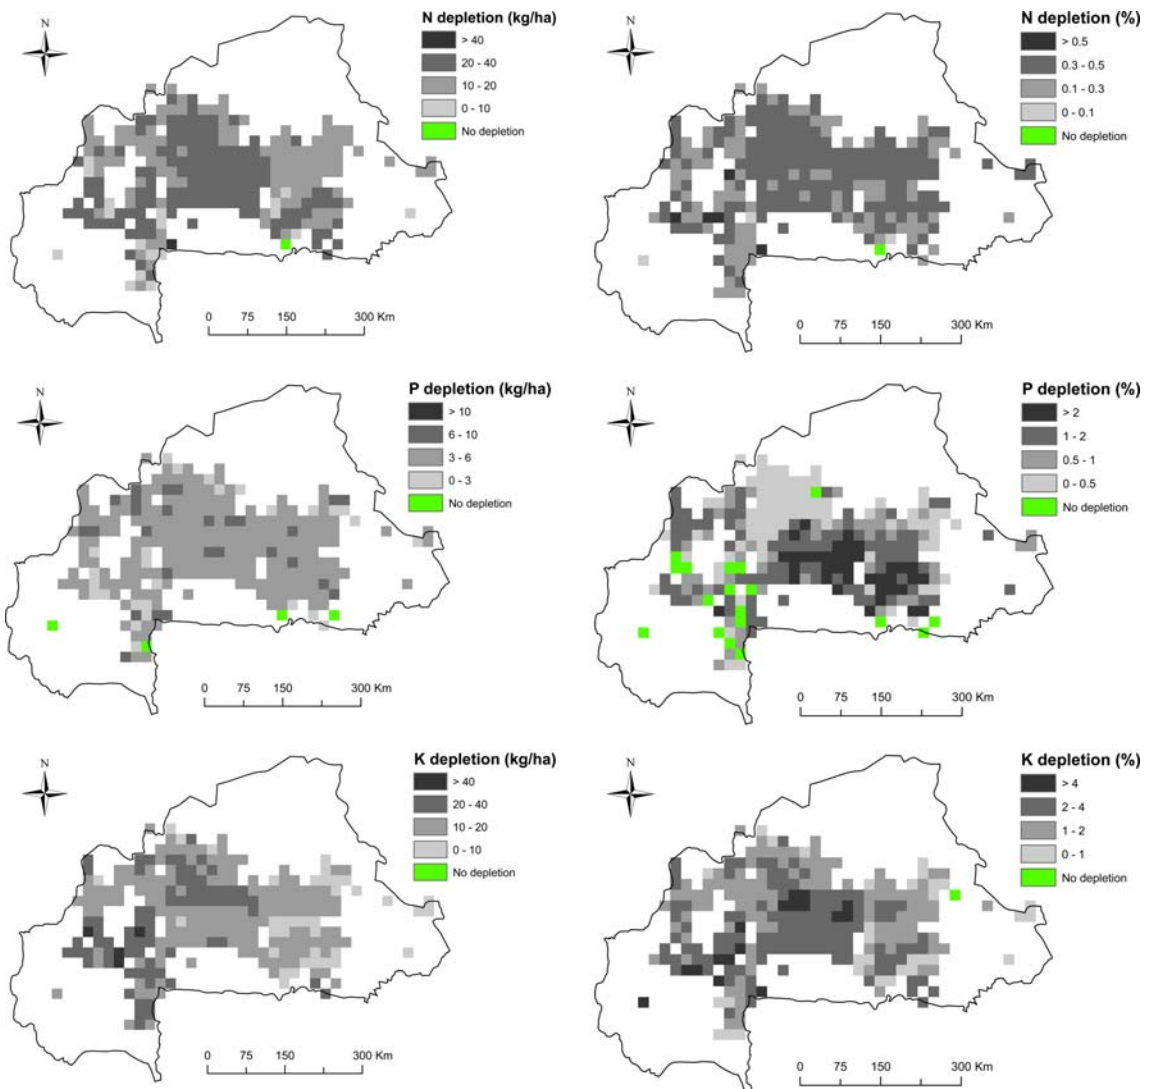 N
N depletion (kg/ha)
> 40
20 - 40
10 - 20
0 - 10
No depletion
0 75 150 300 Km
N
N depletion (%)
> 0.5
0.3 - 0.5
0.1 - 0.3
0 - 0.1
No depletion
0 75 150 300 Km
N
P depletion (kg/ha)
> 10
6 - 10
3 - 6
0 - 3
No depletion
0 75 150 300 Km
N
P depletion (%)
> 2
1 - 2
0.5 - 1
0 - 0.5
No depletion
0 75 150 300 Km
N
K depletion (kg/ha)
> 40
20 - 40
10 - 20
0 - 10
No depletion
0 75 150 300 Km
N
K depletion (%)
> 4
2 - 4
1 - 2
0 - 1
No depletion
0 75 150 300 Km